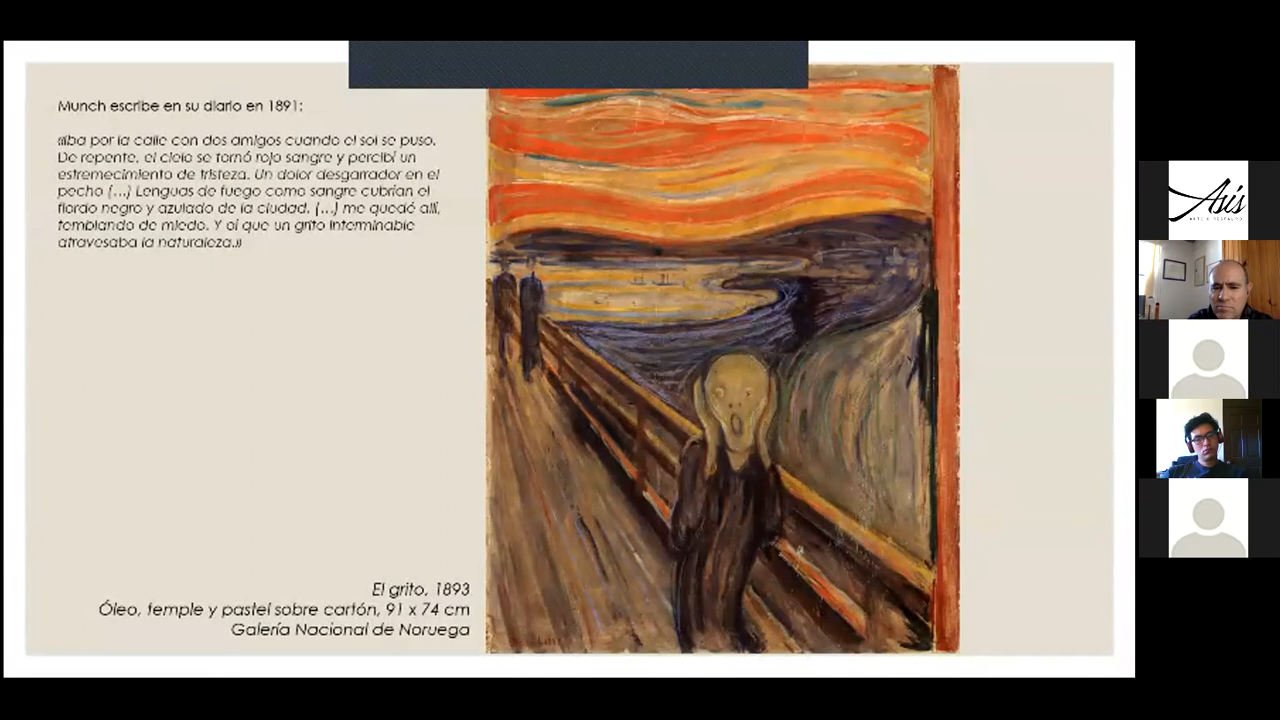 Munch escribe en su diario en 1891:
«Iba por la calle con dos amigos cuando el sol se puso.
De repente, el cielo se tornó rojo sangre y percibí un
estremecimiento de tristeza. Un dolor desgarrador en el
pecho (...) Lenguas de fuego como sangre cubrían el
fiordo negro y azulado de la ciudad. (...) me quedé allí,
temblando de miedo. Y oí que un grito interminable
atravesaba la naturaleza.»
El grito, 1893
Óleo, temple y pastel sobre cartón, 91 x 74 cm
Galería Nacional de Noruega
Asís
ARTE & RESTAURO